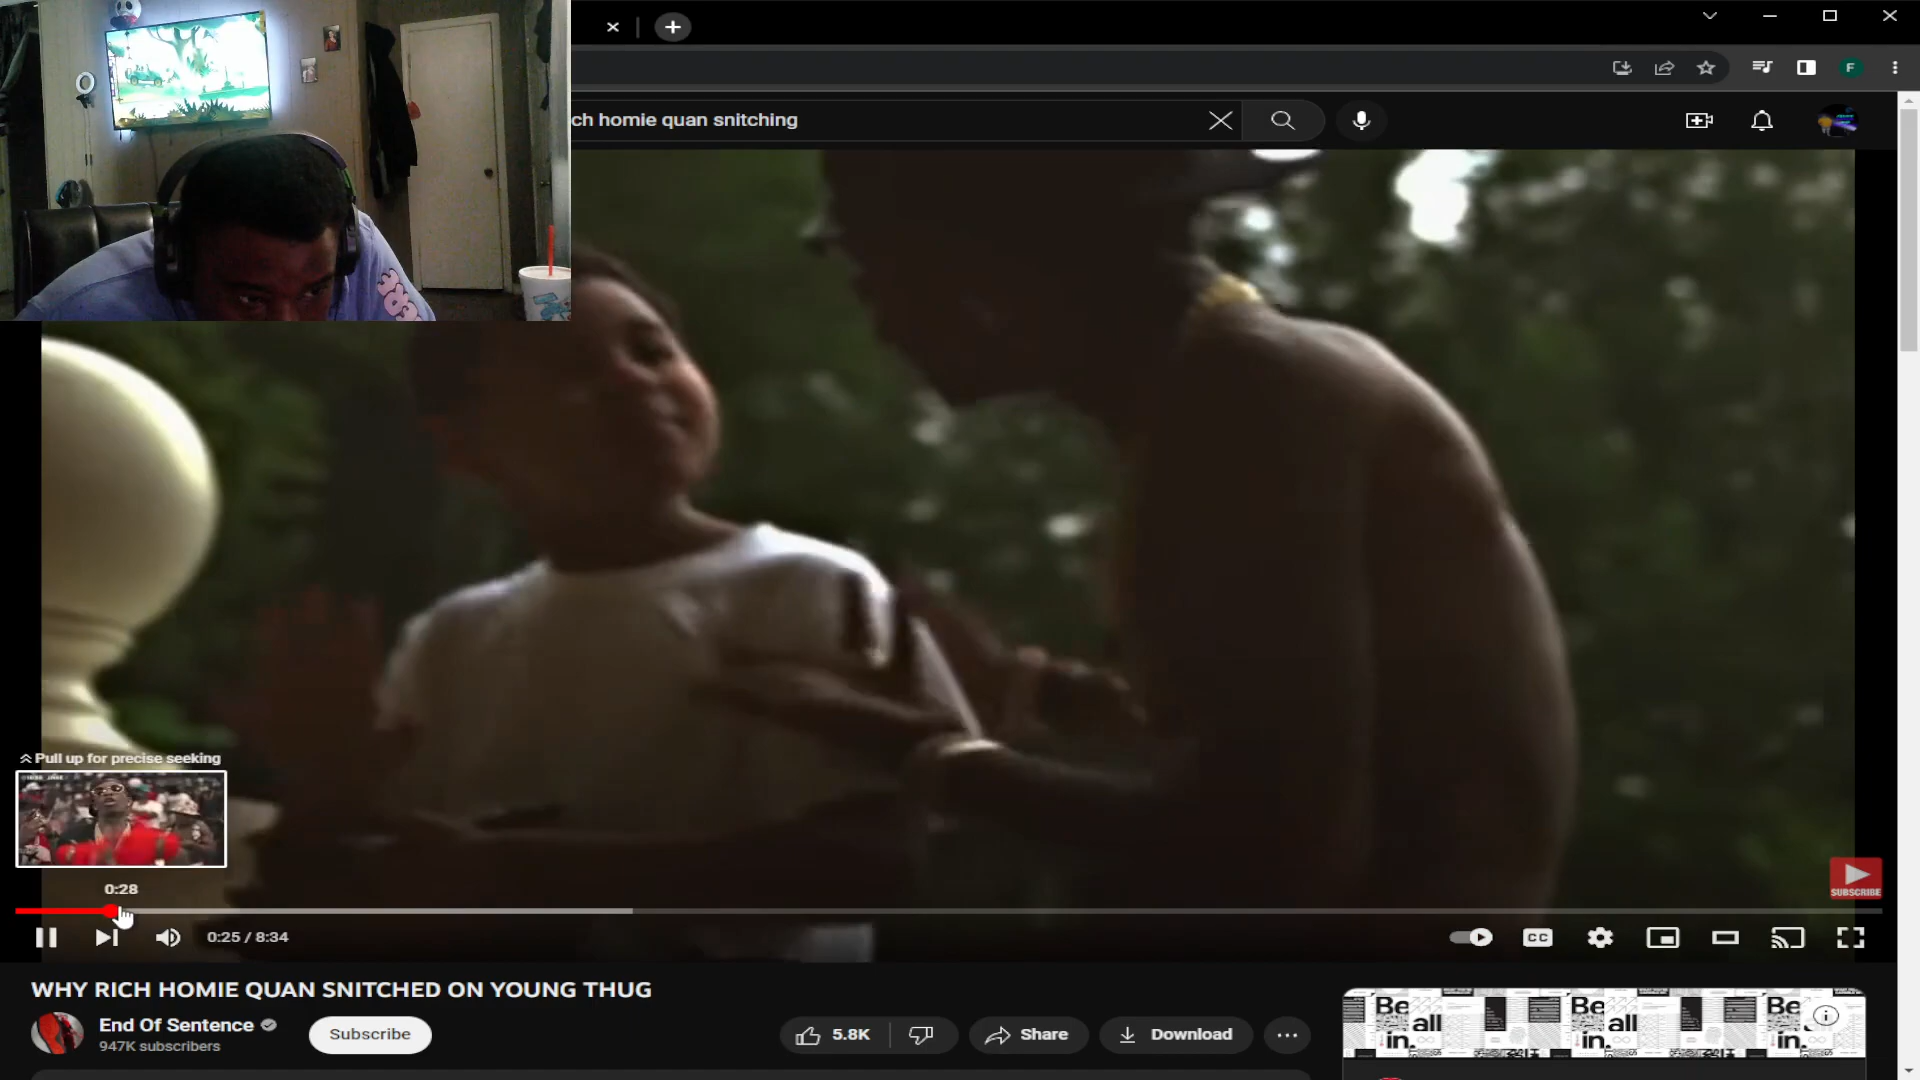 F
ch homie quan snitching
Pull up for precise seeking
0:28
SUBSCRIBE
0:25 / 8:34
CC
WHY RICH HOMIE QUAN SNITCHED ON YOUNG THUG
End Of Sentence
947K subscribers
Subscribe
5.8K
Share
Download
Be all in.
Be all in.
Be all in.